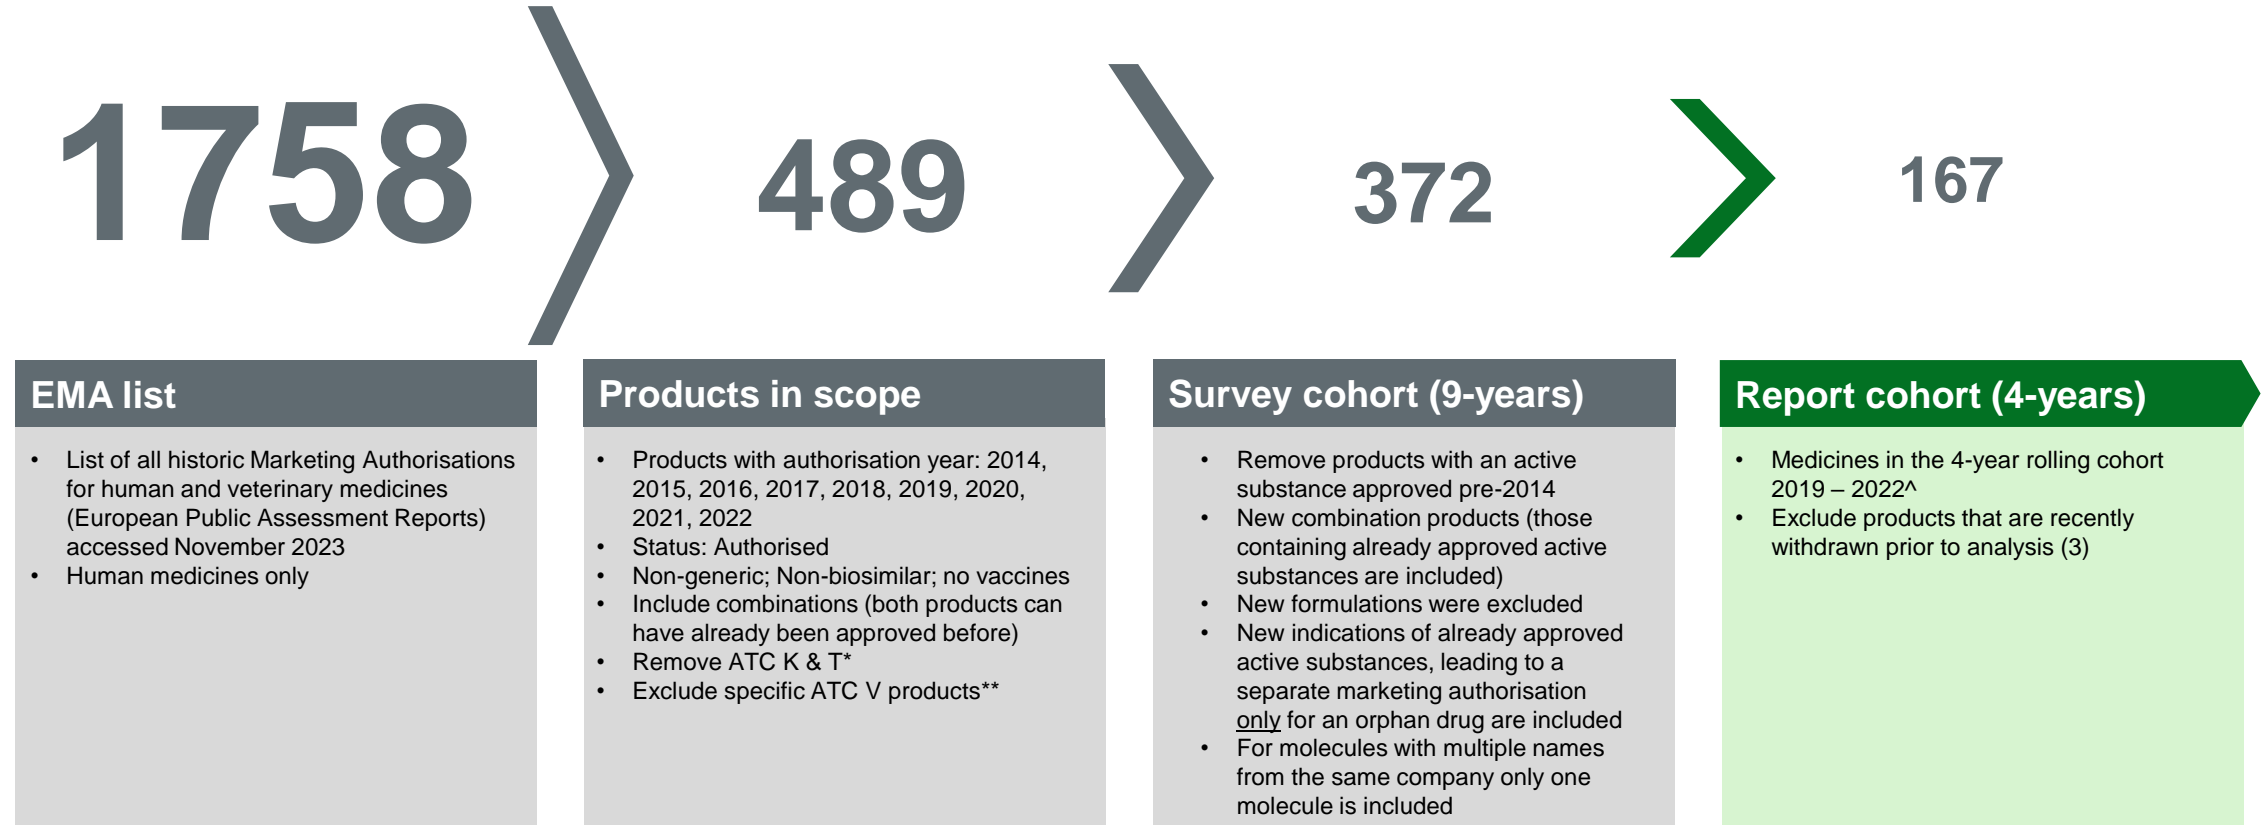 1758
489
372
167
EMA list
• List of all historic Marketing Authorisations
for human and veterinary medicines
(European Public Assessment Reports)
accessed November 2023
• Human medicines only
Products in scope
• Products with authorisation year: 2014,
2015, 2016, 2017, 2018, 2019, 2020,
2021, 2022
• Status: Authorised
• Non-generic; Non-biosimilar; no vaccines
• Include combinations (both products can
have already been approved before)
• Remove ATC K & T*
• Exclude specific ATC V products**
Survey cohort (9-years)
• Remove products with an active
substance approved pre-2014
• New combination products (those
containing already approved active
substances are included)
• New formulations were excluded
• New indications of already approved
active substances, leading to a
separate marketing authorisation
only for an orphan drug are included
• For molecules with multiple names
from the same company only one
molecule is included
Report cohort (4-years)
• Medicines in the 4-year rolling cohort
2019 – 2022^
• Exclude products that are recently
withdrawn prior to analysis (3)